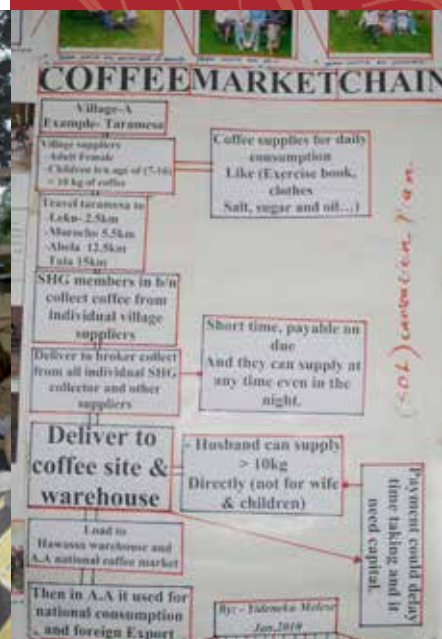 COFFEE MARKET CHAIN
Village-A
Example- Taramesa
Village suppliers
-Adult Female
-Children b/n age of (7-16)
= 10 kg of coffee
Coffee supplies for daily
consumption
Like (Exercise book,
clothes
Salt, sugar and oil...)
Travel taramesa to
-Leku- 2.5km
-Morocho 5.5km
-Abela 12.5km
-Tula 15km
SHG members in b/n
collect coffee from
individual village
suppliers
Deliver to broker collect
from all individual SHG
collector and other
suppliers
Short time, payable on
due
And they can supply at
any time even in the
night.
Deliver to
coffee site &
warehouse
- Husband can supply
> 10kg
Directly (not for wife
& children)
Payment could delay
time taking and it
need capital.
Load to
Hawassa warehouse and
A.A national coffee market
Then in A.A it used for
national consumption
and foreign Export
By: - Yideneku Melese
Jan,2010